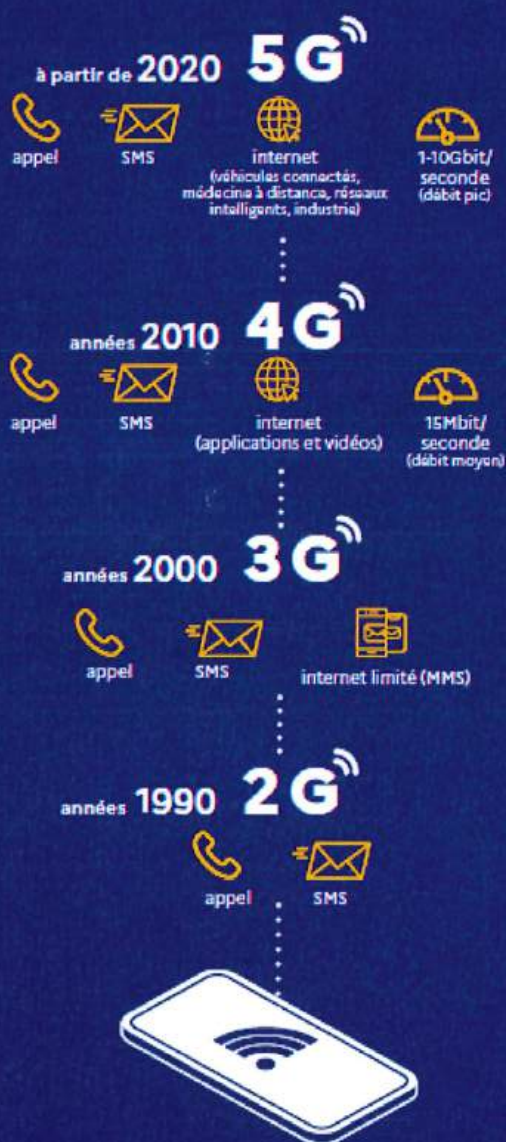 à partir de 2020 5G
appel SMS internet 1-10Gbit/
(véhicules connectés, seconde
médecine à distance, réseaux (débit pic)
intelligents, industrie)
années 2010 4G
appel SMS internet 15Mbit/
(applications et vidéos) seconde
(débit moyen)
années 2000 3G
appel SMS internet limité (MMS)
années 1990 2G
appel SMS